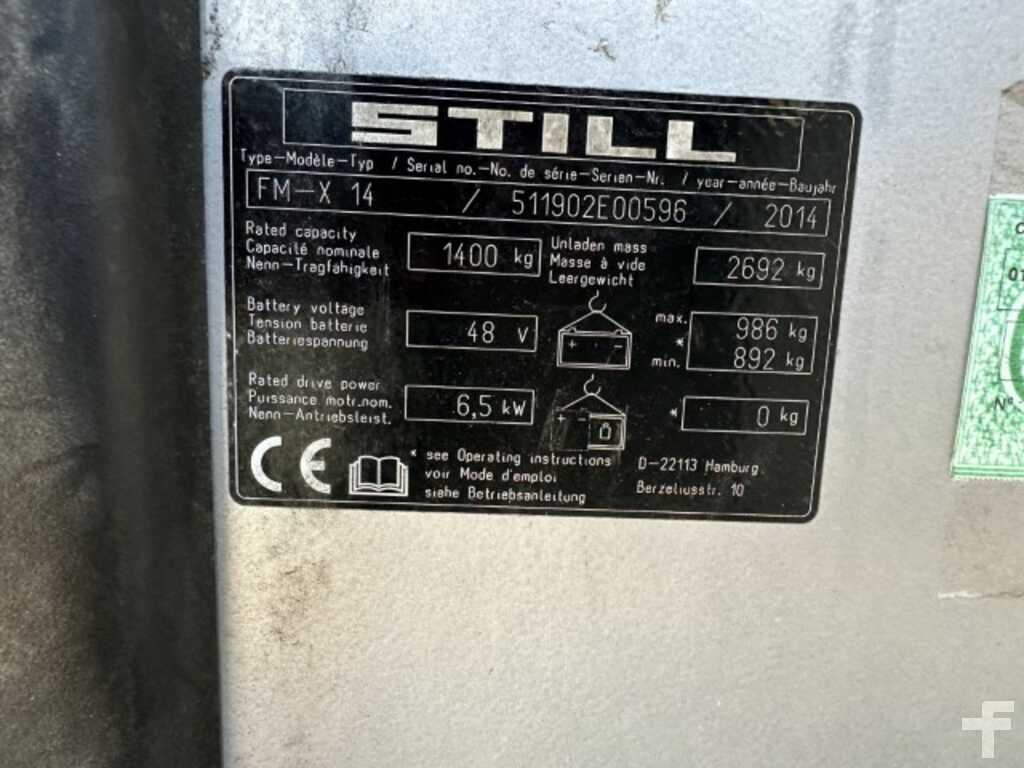 STILL
Type-Modèle-Typ / Serial no.-No. de série-Serien-Nr. / year-année-Baujahr
FM-X 14 / 511902E00596 / 2014
Rated capacity
Capacité nominale
Nenn-Tragfähigkeit
1400 kg
Unladen mass
Masse à vide
Leergewicht
2692 kg
Battery voltage
Tension batterie
Batteriespannung
48 V
max. 986 kg
*
min. 892 kg
Rated drive power
Puissance motr.nom.
Nenn-Antriebsleist.
6,5 kW
* 0 kg
CE
* see Operating instructions
voir Mode d'emploi
siehe Betriebsanleitung
D-22113 Hamburg
Berzeliusstr. 10
N°